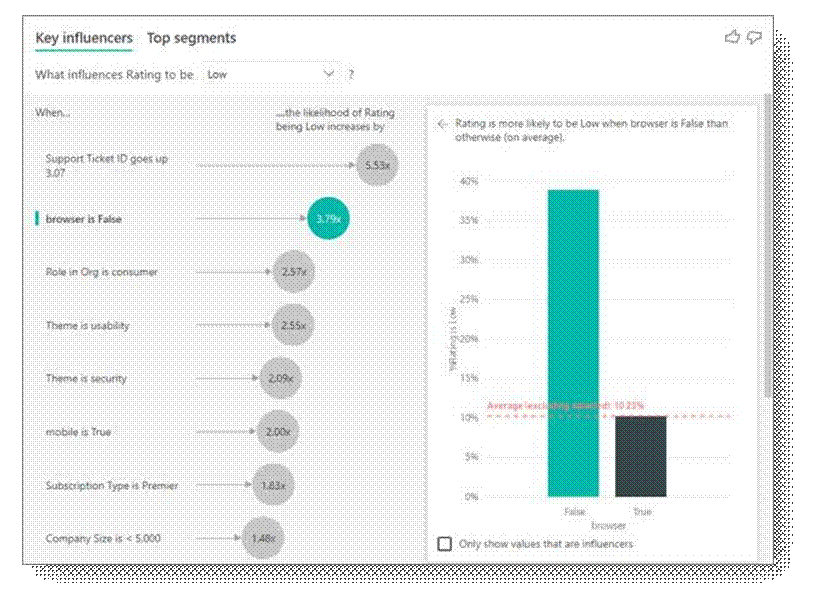 Key influencers Top segments
What influences Rating to be Low ?
When...
....the likelihood of Rating
being Low increases by
Support Ticket ID goes up
3.07
5.53x
browser is False
3.79x
Role in Org is consumer
2.57x
Theme is usability
2.55x
Theme is security
2.09x
mobile is True
2.00x
Subscription Type is Premier
1.83x
Company Size is < 5,000
1.48x
Rating is more likely to be Low when browser is False than
otherwise (on average).
40%
35%
30%
25%
20%
15%
10%
5%
0%
%Rating is Low
Average (excluding selected): 10.23%
False True
browser
Only show values that are influencers